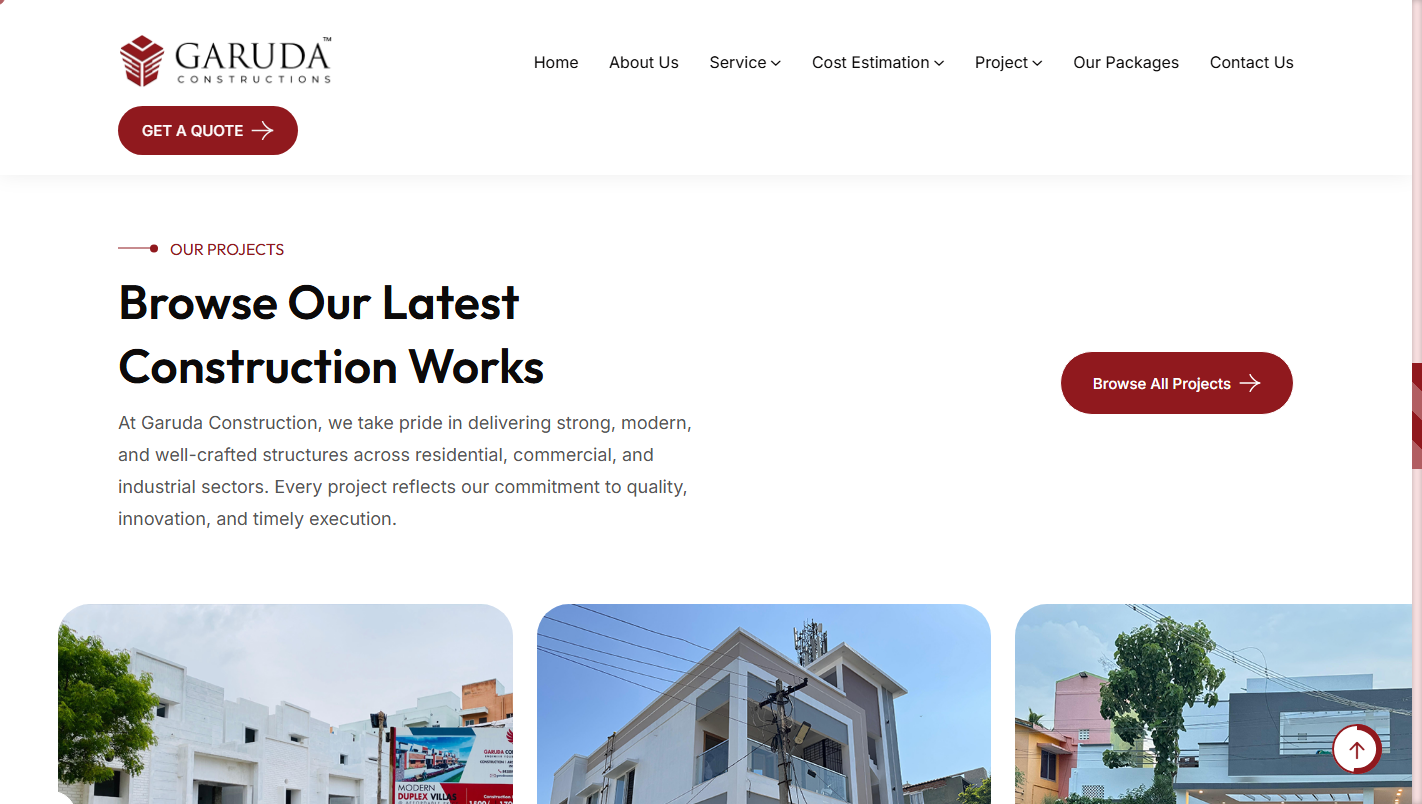 GARUDA™
CONSTRUCTIONS
Home
About Us
Service
Cost Estimation
Project
Our Packages
Contact Us
GET A QUOTE
OUR PROJECTS
Browse Our Latest
Construction Works
At Garuda Construction, we take pride in delivering strong, modern,
and well-crafted structures across residential, commercial, and
industrial sectors. Every project reflects our commitment to quality,
innovation, and timely execution.
Browse All Projects
MODERN
DUPLEX VILLAS